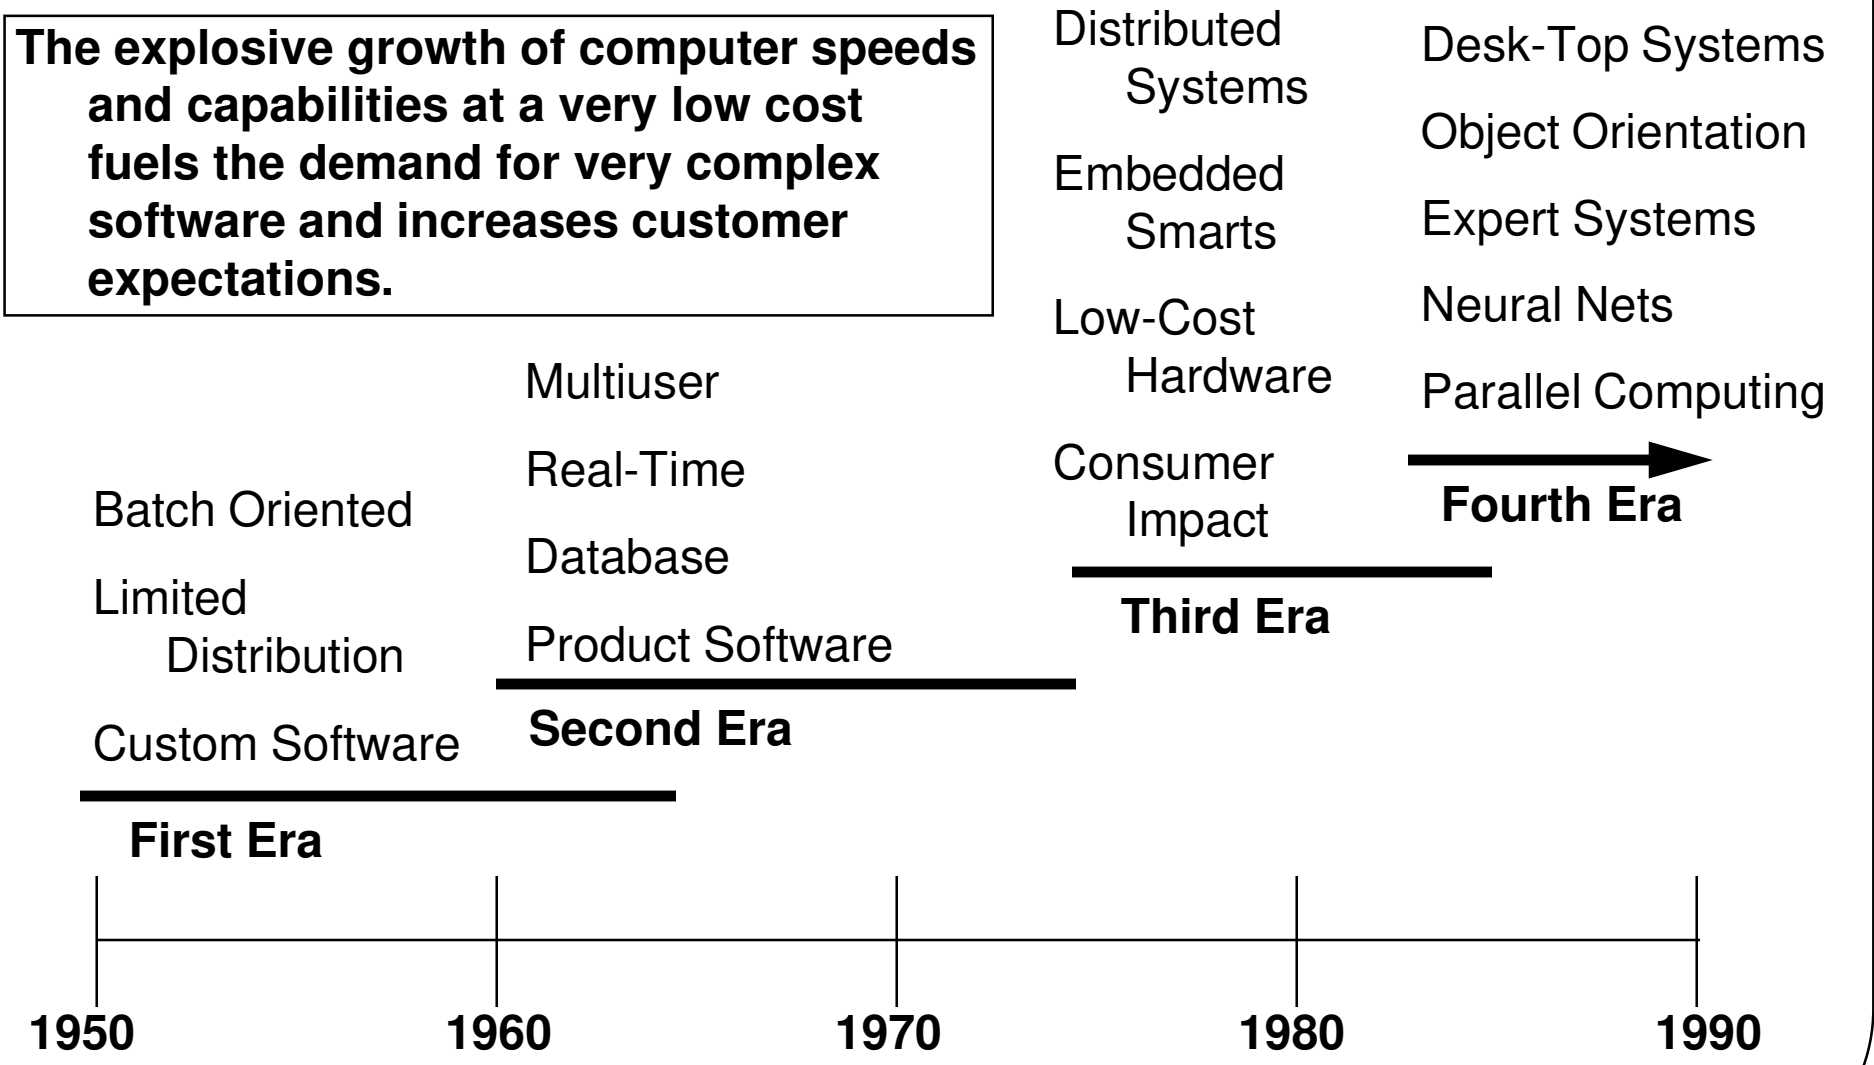 The explosive growth of computer speeds
and capabilities at a very low cost
fuels the demand for very complex
software and increases customer
expectations.
Batch Oriented
Limited
Distribution
Custom Software
First Era
Multiuser
Real-Time
Database
Product Software
Second Era
Distributed
Systems
Embedded
Smarts
Low-Cost
Hardware
Consumer
Impact
Third Era
Desk-Top Systems
Object Orientation
Expert Systems
Neural Nets
Parallel Computing
Fourth Era
1950
1960
1970
1980
1990